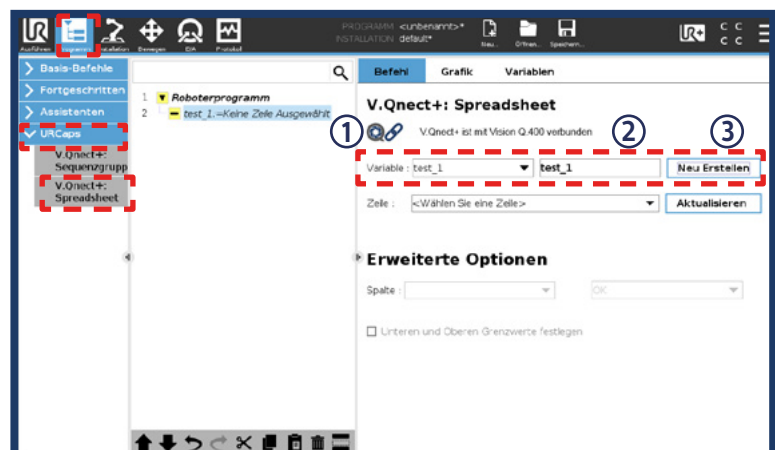 UR
PROGRAMM <unbenannt>*
INSTALLATION default*
Ausführen
Programm
Installation
Bewegen
EA
Protokoll
Neu...
Öffnen...
Speichern...
UR+
C C
C C
Basis-Befehle
Fortgeschritten
Assistenten
URCaps
V.Qnect+:
Sequenzgrupp
V.Qnect+:
Spreadsheet
1 Roboterprogramm
2 test_1.=Keine Zeile Ausgewählt
Befehl Grafik Variablen
V.Qnect+: Spreadsheet
1 V.Qnect+ ist mit Vision Q.400 verbunden 2 3
Variable : test_1 test_1 Neu Erstellen
Zeile : <Wählen Sie eine Zeile> Aktualisieren
Erweiterte Optionen
Spalte : OK
Unteren und Oberen Grenzwerte festlegen